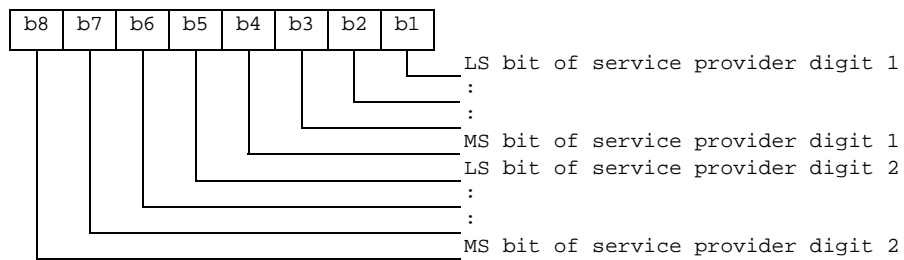 b8 b7 b6 b5 b4 b3 b2 b1
LS bit of service provider digit 1
:
:
MS bit of service provider digit 1
LS bit of service provider digit 2
:
:
MS bit of service provider digit 2